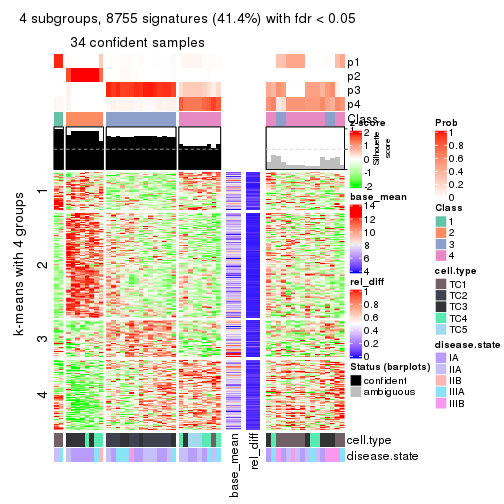 4 subgroups, 8755 signatures (41.4%) with fdr < 0.05
34 confident samples
p1
p2
p3
p4
Class
Silhouette
score
1
2
3
4
k-means with 4 groups
cell.type
disease.state
base_mean
rel_diff
z-score
2
1
0
-1
-2
base_mean
14
12
10
8
6
4
rel_diff
1
0.8
0.6
0.4
0.2
0
Status (barplots)
confident
ambiguous
Prob
1
0.8
0.6
0.4
0.2
0
Class
1
2
3
4
cell.type
TC1
TC2
TC3
TC4
TC5
disease.state
IA
IIA
IIB
IIIA
IIIB